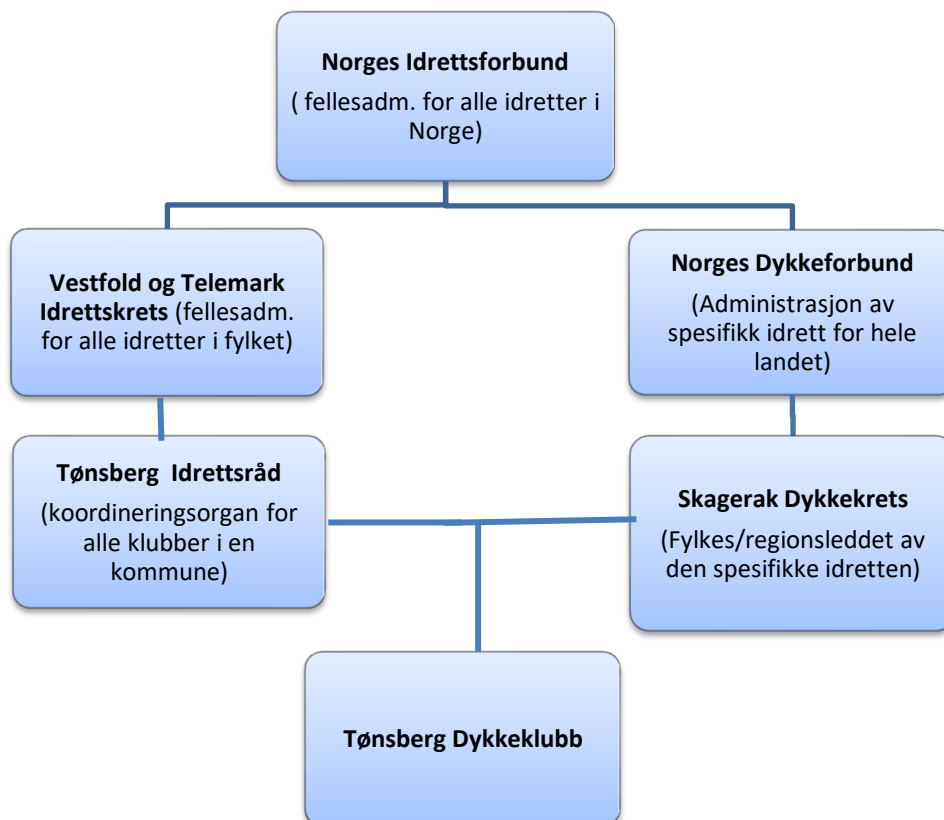 Norges Idrettsforbund
( fellesadm. for alle idretter i
Norge)
Vestfold og Telemark
Idrettskrets (fellesadm.
for alle idretter i fylket)
Norges Dykkeforbund
(Administrasjon av
spesifikk idrett for hele
landet)
Tønsberg  Idrettsråd
(koordineringsorgan for
alle klubber i en
kommune)
Skagerak Dykkekrets
(Fylkes/regionsleddet av
den spesifikke idretten)
Tønsberg Dykkeklubb